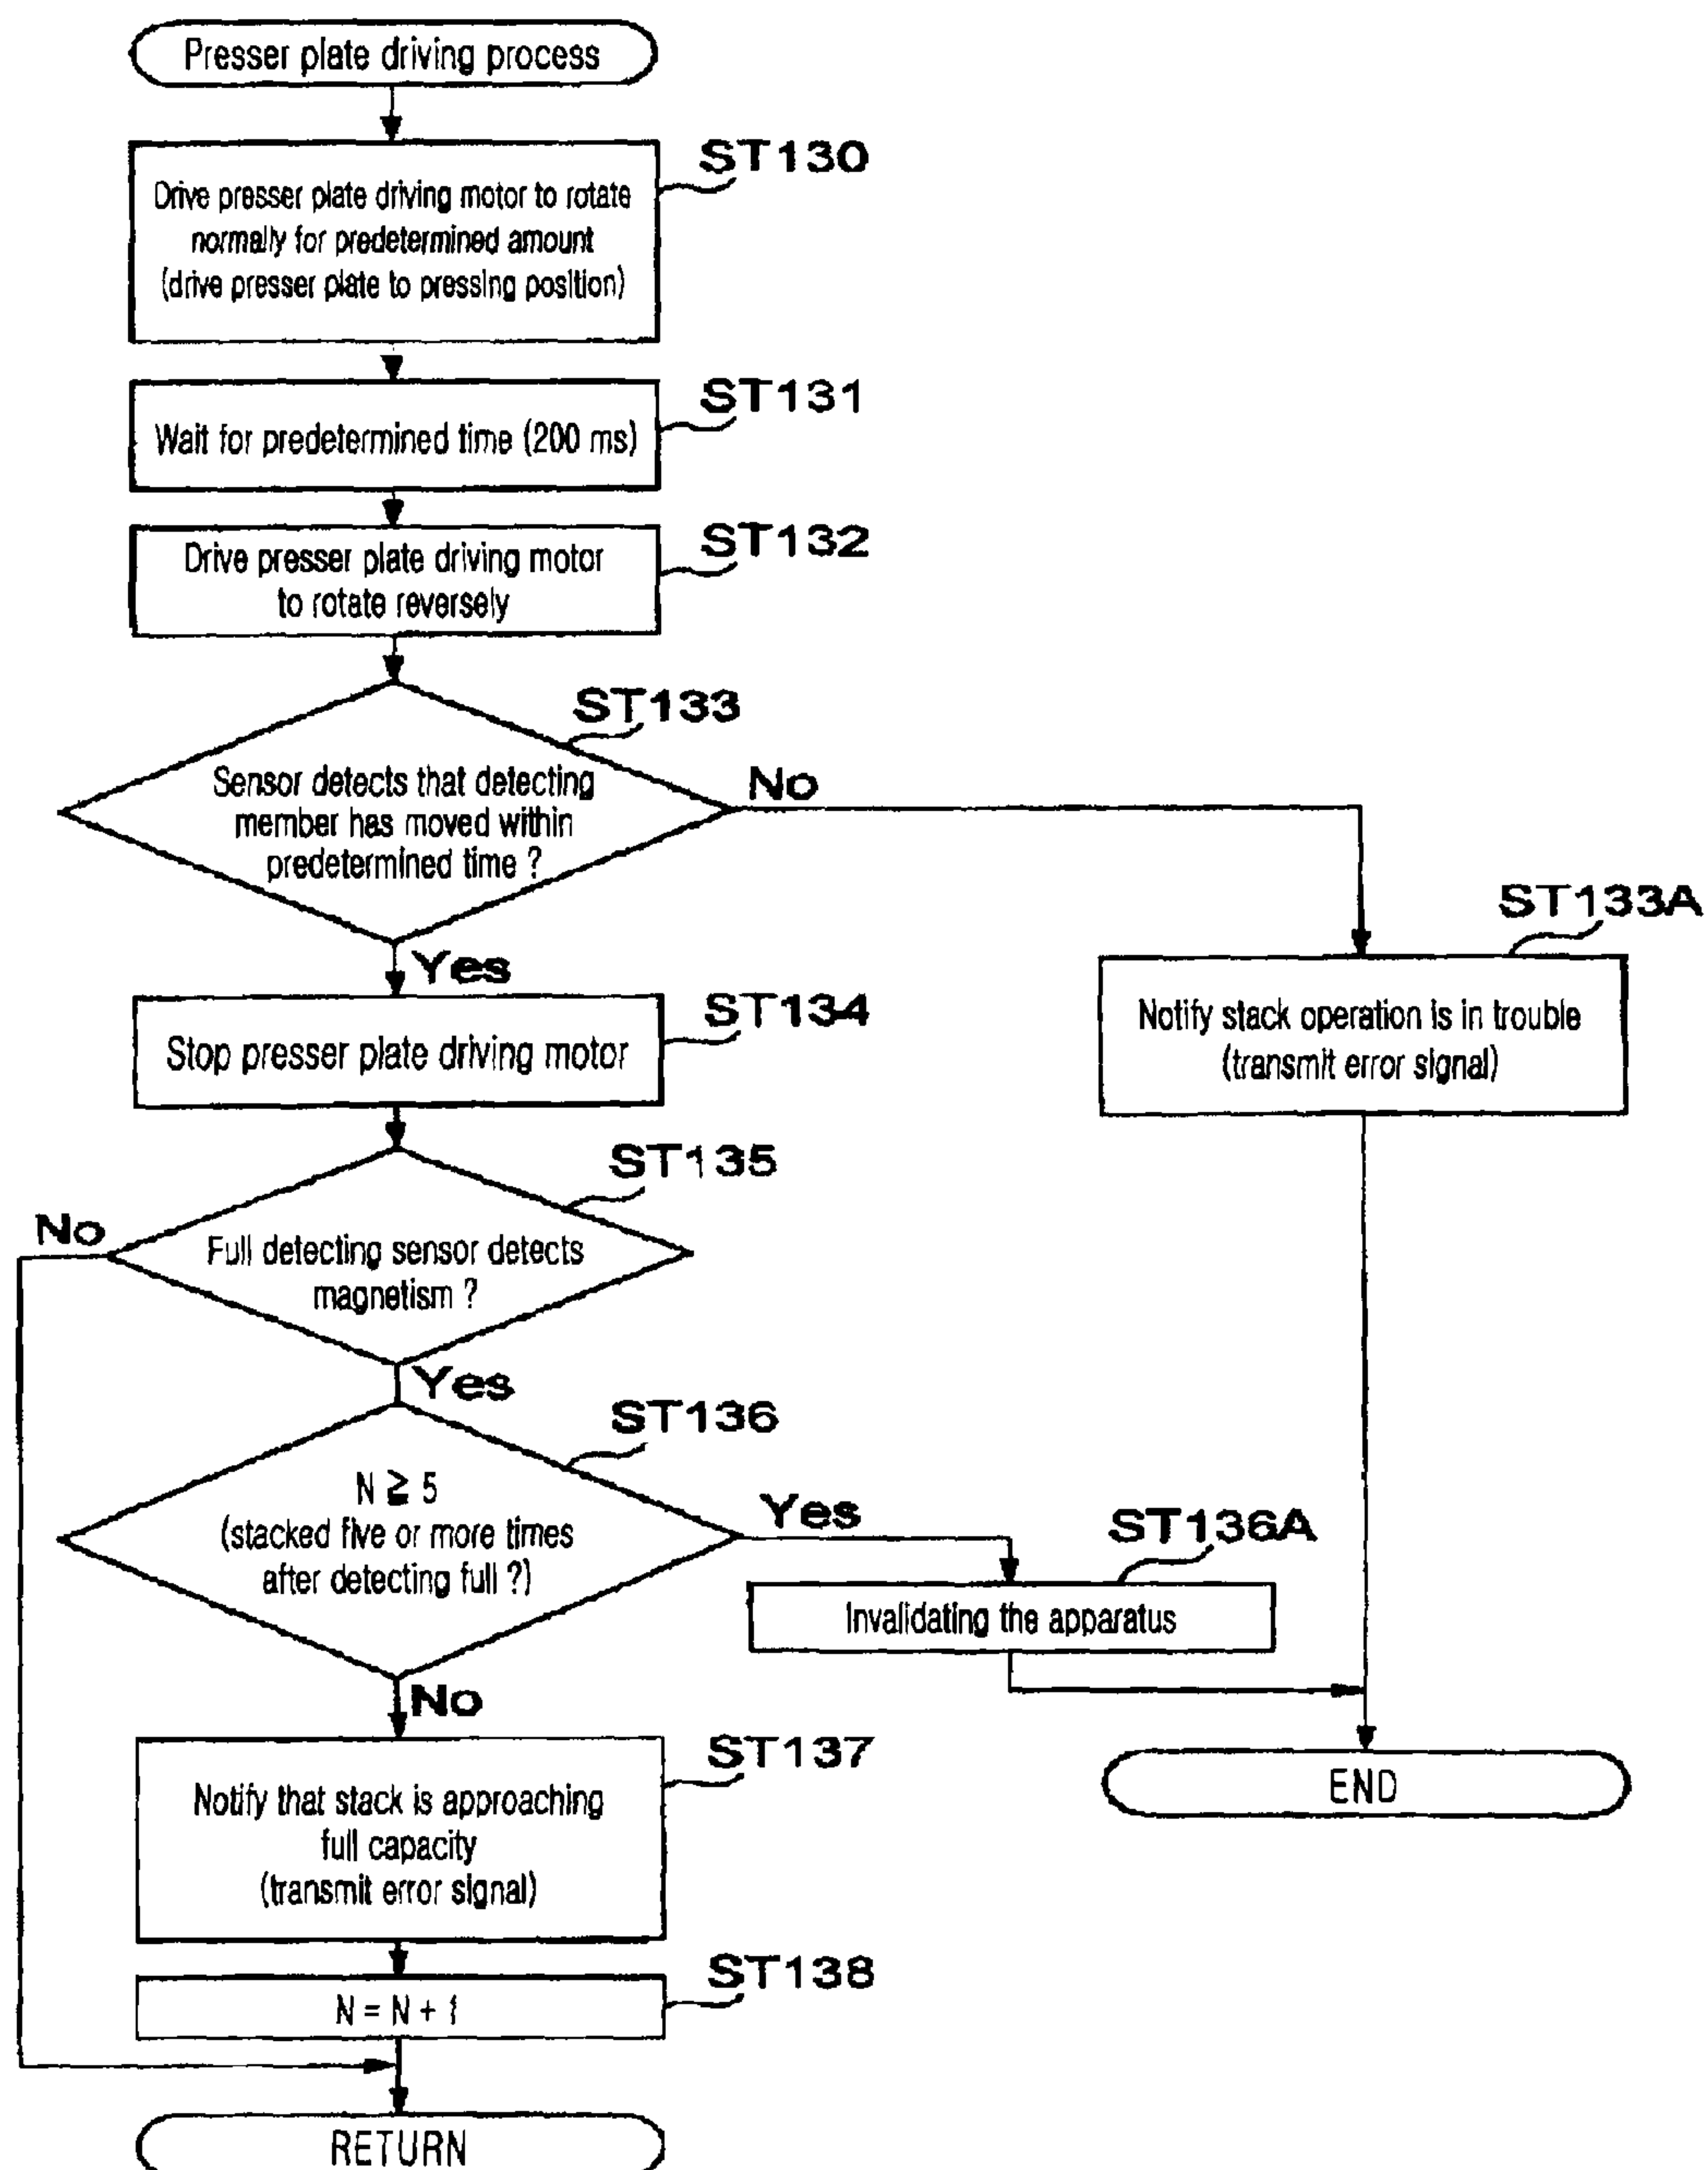 Presser plate driving process
ST130
Drive presser plate driving motor to rotate
normally for predetermined amount
(drive presser plate to pressing position)
ST131
Wait for predetermined time (200 ms)
ST132
Drive presser plate driving motor
to rotate reversely
ST133
Sensor detects that detecting
member has moved within
predetermined time ?
No
Yes
ST133A
Notify stack operation is in trouble
(transmit error signal)
ST134
Stop presser plate driving motor
ST135
Full detecting sensor detects
magnetism ?
No
Yes
ST136
N ≧ 5
(stacked five or more times
after detecting full ?)
Yes
No
ST136A
Invalidating the apparatus
END
ST137
Notify that stack is approaching
full capacity
(transmit error signal)
ST138
N = N + 1
RETURN